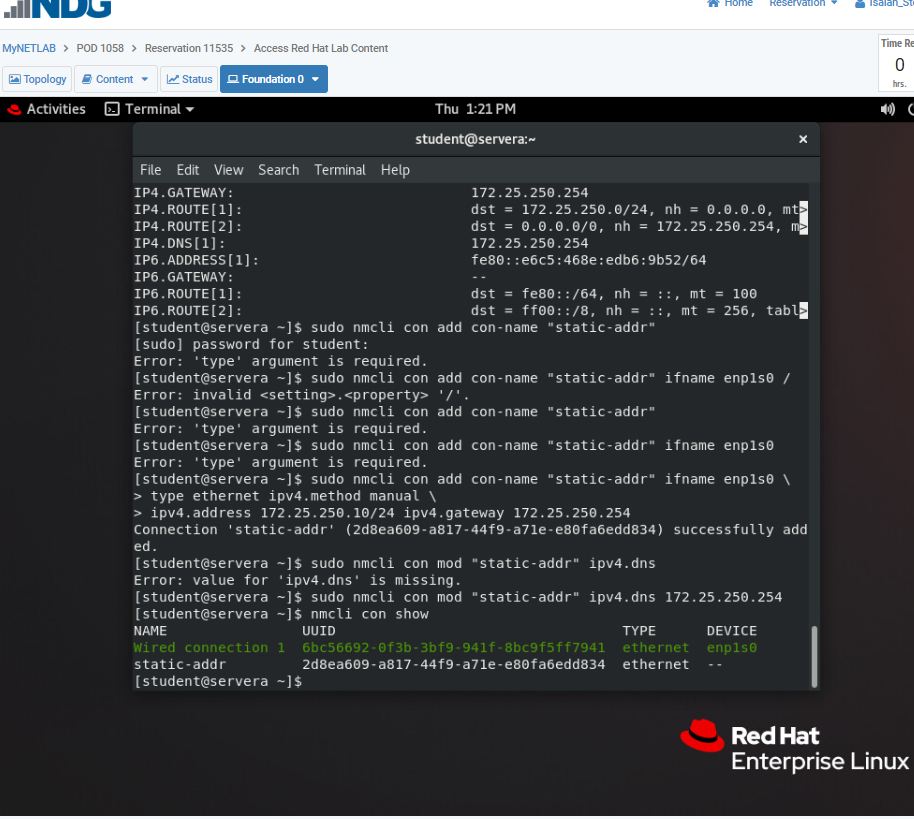 NDG
Home Reservation
MyNETLAB > POD 1058 > Reservation 11535 > Access Red Hat Lab Content
Time Re
0
hrs.
Topology Content Status Foundation 0
Activities Terminal Thu 1:21 PM
student@servera:~ ×
File Edit View Search Terminal Help
IP4.GATEWAY: 172.25.250.254
IP4.ROUTE[1]: dst = 172.25.250.0/24, nh = 0.0.0.0, mt>
IP4.ROUTE[2]: dst = 0.0.0.0/0, nh = 172.25.250.254, m>
IP4.DNS[1]: 172.25.250.254
IP6.ADDRESS[1]: fe80::e6c5:468e:edb6:9b52/64
IP6.GATEWAY: --
IP6.ROUTE[1]: dst = fe80::/64, nh = ::, mt = 100
IP6.ROUTE[2]: dst = ff00::/8, nh = ::, mt = 256, tabl>
[student@servera ~]$ sudo nmcli con add con-name "static-addr"
[sudo] password for student:
Error: 'type' argument is required.
[student@servera ~]$ sudo nmcli con add con-name "static-addr" ifname enp1s0 /
Error: invalid <setting>.<property> '/'.
[student@servera ~]$ sudo nmcli con add con-name "static-addr"
Error: 'type' argument is required.
[student@servera ~]$ sudo nmcli con add con-name "static-addr" ifname enp1s0
Error: 'type' argument is required.
[student@servera ~]$ sudo nmcli con add con-name "static-addr" ifname enp1s0 \
> type ethernet ipv4.method manual \
> ipv4.address 172.25.250.10/24 ipv4.gateway 172.25.250.254
Connection 'static-addr' (2d8ea609-a817-44f9-a71e-e80fa6edd834) successfully add
ed.
[student@servera ~]$ sudo nmcli con mod "static-addr" ipv4.dns
Error: value for 'ipv4.dns' is missing.
[student@servera ~]$ sudo nmcli con mod "static-addr" ipv4.dns 172.25.250.254
[student@servera ~]$ nmcli con show
NAME UUID TYPE DEVICE
Wired connection 1 6bc56692-0f3b-3bf9-941f-8bc9f5ff7941 ethernet enp1s0
static-addr 2d8ea609-a817-44f9-a71e-e80fa6edd834 ethernet --
[student@servera ~]$
Red Hat
Enterprise Linux